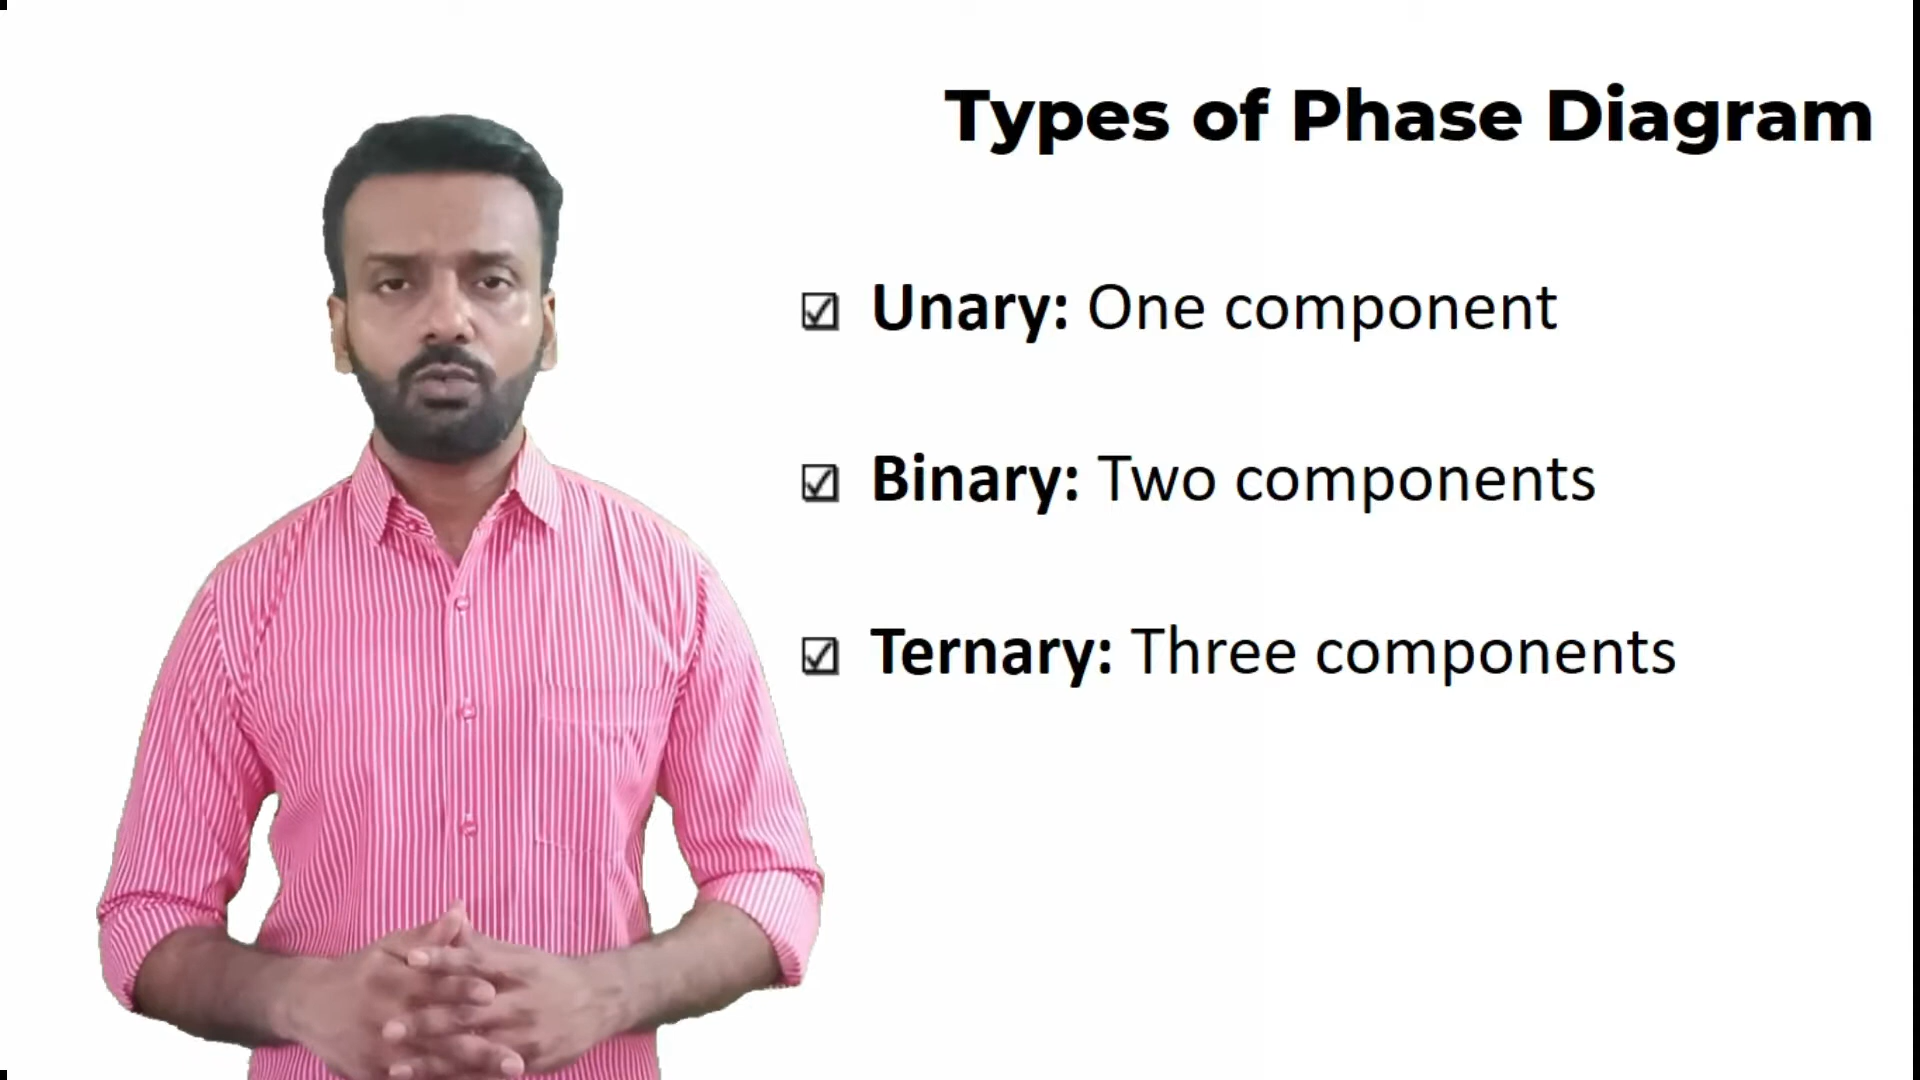 Types of Phase Diagram
Unary: One component
Binary: Two components
Ternary: Three components